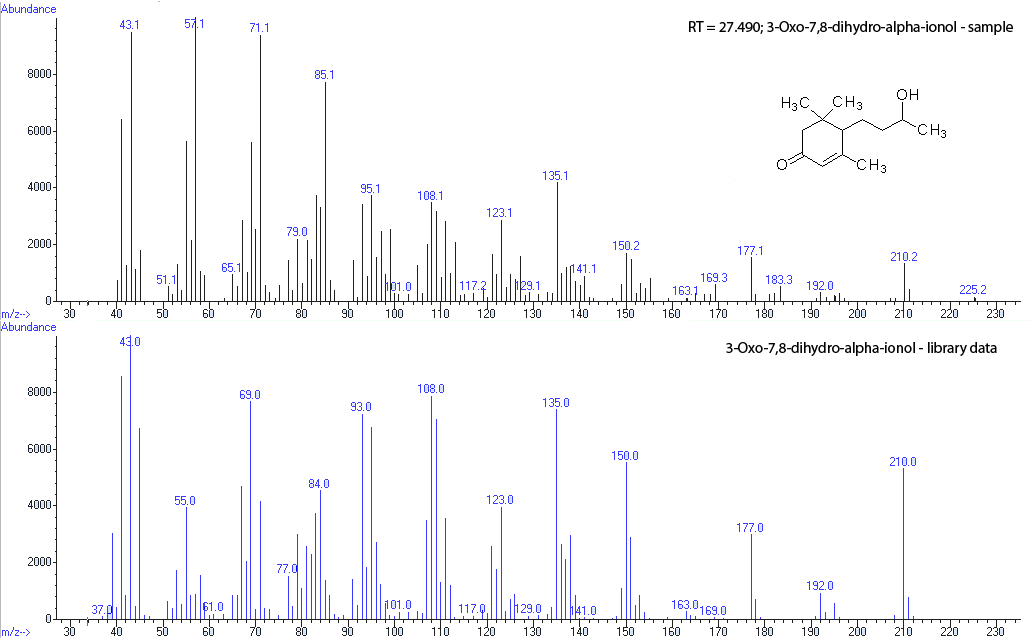 Abundance
RT = 27.490; 3-Oxo-7,8-dihydro-alpha-ionol - sample
43.1 57.1 71.1 85.1
8000
6000
4000
2000
0
51.1 65.1 79.0 95.1 101.0 108.1 117.2 123.1 129.1 135.1 141.1 150.2 163.1 169.3 177.1 183.3 192.0 210.2 225.2
OH
H₃C CH₃
CH₃
O CH₃
m/z--> 30 40 50 60 70 80 90 100 110 120 130 140 150 160 170 180 190 200 210 220 230
Abundance
3-Oxo-7,8-dihydro-alpha-ionol - library data
43.0
8000
6000
4000
2000
0
37.0 55.0 61.0 69.0 77.0 84.0 93.0 101.0 108.0 117.0 123.0 129.0 135.0 141.0 150.0 163.0 169.0 177.0 192.0 210.0
m/z--> 30 40 50 60 70 80 90 100 110 120 130 140 150 160 170 180 190 200 210 220 230